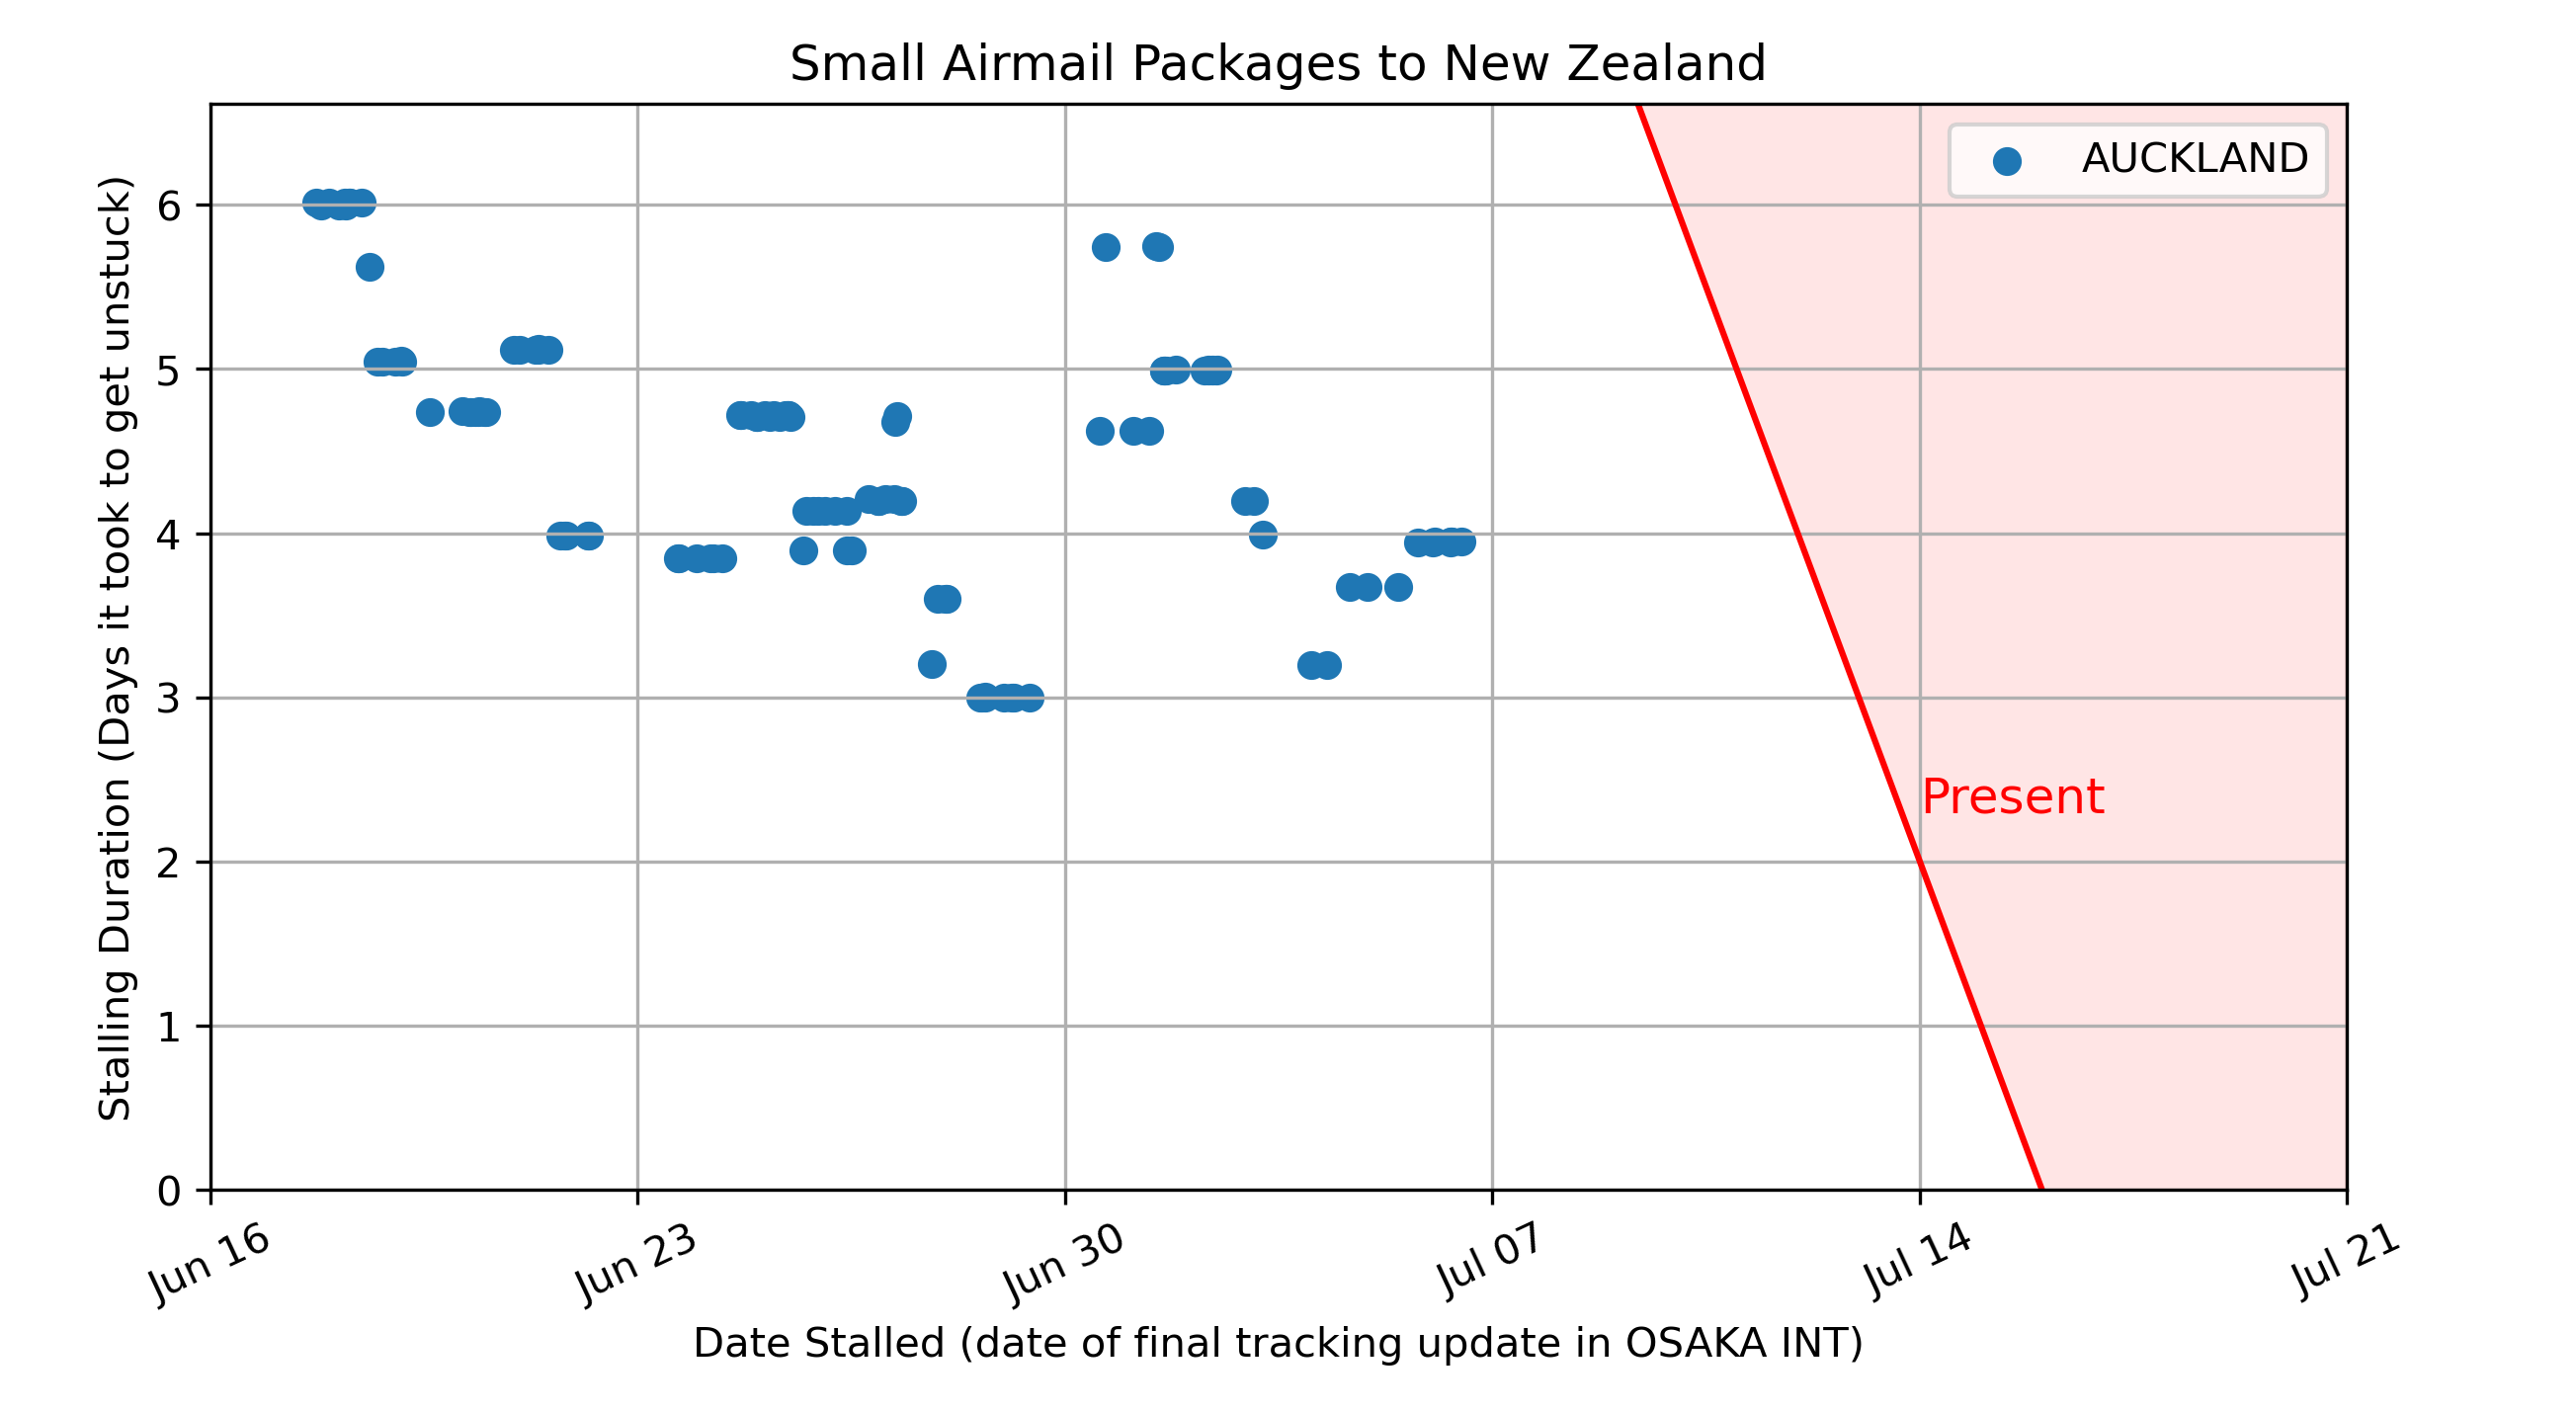 Small Airmail Packages to New Zealand
AUCKLAND
Stalling Duration (Days it took to get unstuck)
6
5
4
3
2
1
0
Present
Jun 16
Jun 23
Jun 30
Jul 07
Jul 14
Jul 21
Date Stalled (date of final tracking update in OSAKA INT)